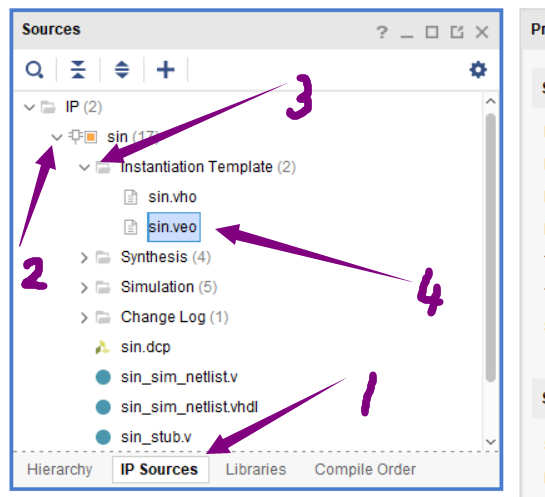 Sources
? _ □ X
Pr
IP (2)
3
sin (17)
Instantiation Template (2)
sin.vho
sin.veo
2
Synthesis (4)
4
Simulation (5)
Change Log (1)
sin.dcp
sin_sim_netlist.v
1
sin_sim_netlist.vhdl
sin_stub.v
Hierarchy IP Sources Libraries Compile Order